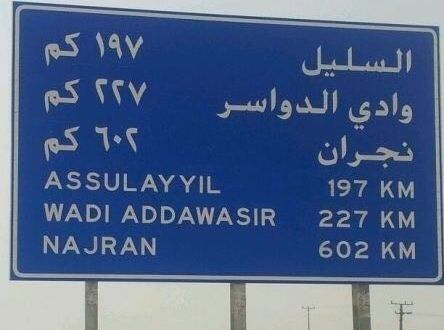 السليل ١٩٧ كم
وادي الدواسر ٢٢٧ كم
نجران ٦٠٢ كم
ASSULAYYIL 197 KM
WADI ADDAWASIR 227 KM
NAJRAN 602 KM